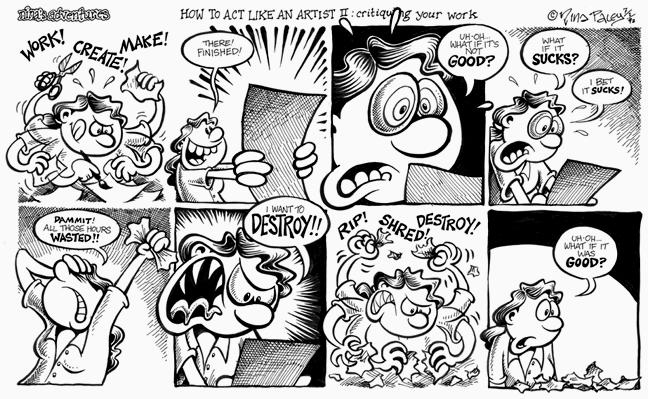 nina's adventures
HOW TO ACT LIKE AN ARTIST II: critiquing your work
© Nina Paley
WORK!
CREATE!
MAKE!
THERE!
FINISHED!
UH-OH...
WHAT IF IT'S
NOT
GOOD?
WHAT
IF IT
SUCKS?
I BET
IT SUCKS!
DAMMIT!
ALL THOSE HOURS
WASTED!!
I WANT TO
DESTROY!!
RIP!
SHRED!
DESTROY!
UH-OH...
WHAT IF IT
WAS
GOOD?